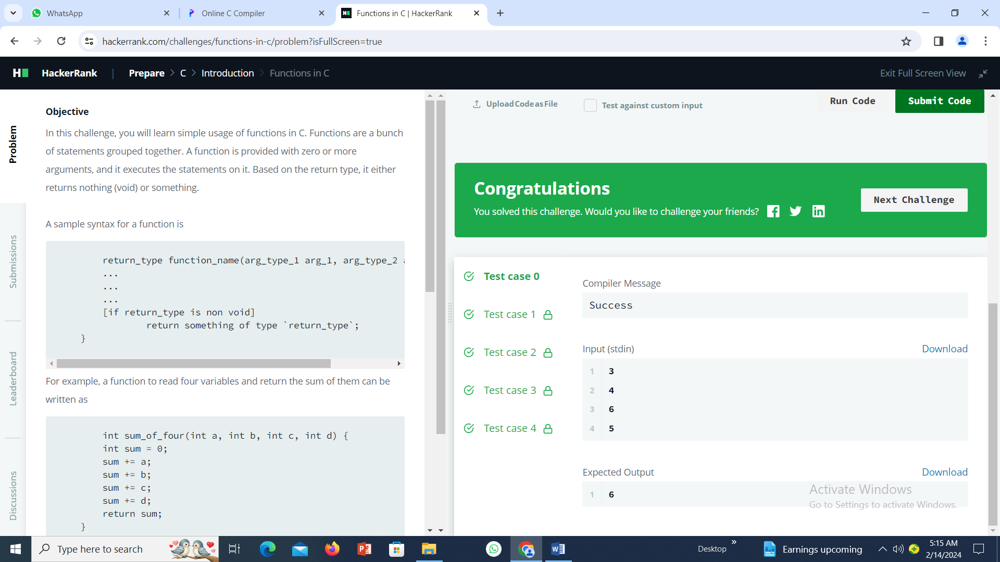 WhatsApp
Online C Compiler
Functions in C | HackerRank
hackerrank.com/challenges/functions-in-c/problem?isFullScreen=true
HackerRank
Prepare > C > Introduction > Functions in C
Exit Full Screen View
Problem
Submissions
Leaderboard
Discussions
Objective
In this challenge, you will learn simple usage of functions in C. Functions are a bunch
of statements grouped together. A function is provided with zero or more
arguments, and it executes the statements on it. Based on the return type, it either
returns nothing (void) or something.
A sample syntax for a function is
return_type function_name(arg_type_1 arg_1, arg_type_2
...
...
...
[if return_type is non void]
return something of type `return_type`;
}
For example, a function to read four variables and return the sum of them can be
written as
int sum_of_four(int a, int b, int c, int d) {
int sum = 0;
sum += a;
sum += b;
sum += c;
sum += d;
return sum;
}
Upload Code as File
Test against custom input
Run Code
Submit Code
Congratulations
You solved this challenge. Would you like to challenge your friends?
Next Challenge
Test case 0
Test case 1
Test case 2
Test case 3
Test case 4
Compiler Message
Success
Input (stdin)
Download
1 3
2 4
3 6
4 5
Expected Output
Download
1 6
Activate Windows
Go to Settings to activate Windows.
Type here to search
Desktop
Earnings upcoming
5:15 AM
2/14/2024